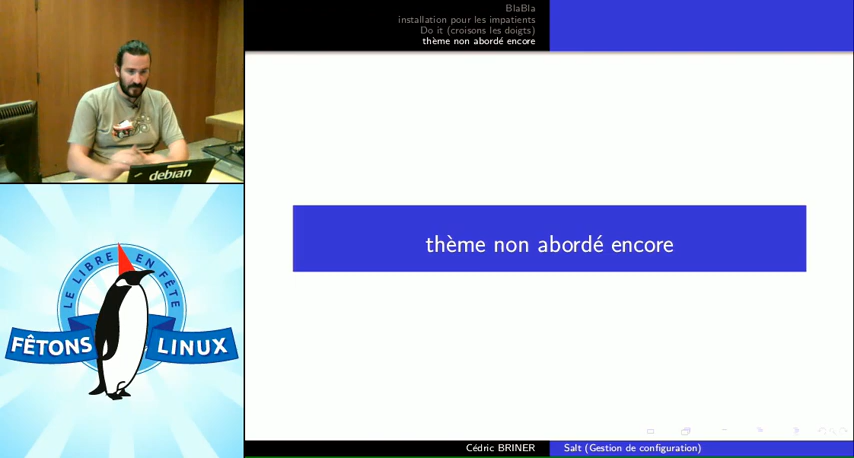 BlaBla
installation pour les impatients
Do it (croisons les doigts)
thème non abordé encore
debian
thème non abordé encore
LE LIBRE EN FÊTE
FÊTONS LINUX
Cédric BRINER
Salt (Gestion de configuration)